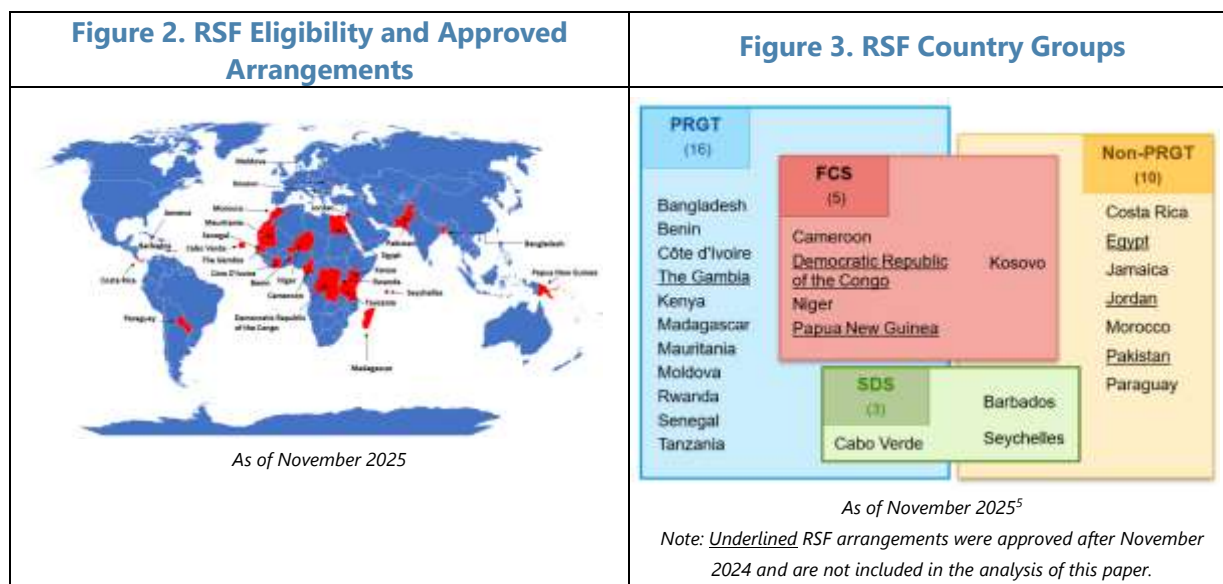 Figure 2. RSF Eligibility and Approved
Arrangements
Moldova
Kosovo
Jordan
Morocco
Mauritania
Senegal
Cabo Verde
The Gambia
Cote D'Ivoire
Benin
Niger
Cameroon
Democratic Republic
of the Congo
Jamaica
Barbados
Costa Rica
Paraguay
Pakistan
Egypt
Kenya
Rwanda
Seychelles
Tanzania
Madagascar
Bangladesh
Papua New Guinea
As of November 2025
Figure 3. RSF Country Groups
PRGT
(16)
Bangladesh
Benin
Côte d'Ivoire
The Gambia
Kenya
Madagascar
Mauritania
Moldova
Rwanda
Senegal
Tanzania
FCS
(5)
Cameroon
Democratic Republic
of the Congo
Niger
Papua New Guinea
Kosovo
SDS
(3)
Cabo Verde
Barbados
Seychelles
Non-PRGT
(10)
Costa Rica
Egypt
Jamaica
Jordan
Morocco
Pakistan
Paraguay
As of November 2025⁵
Note: Underlined RSF arrangements were approved after November
2024 and are not included in the analysis of this paper.